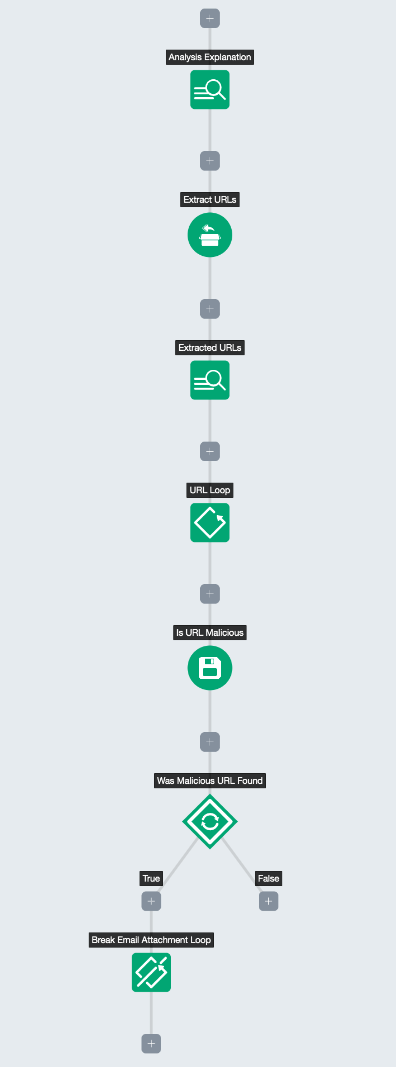 Analysis Explanation
Extract URLs
Extracted URLs
URL Loop
Is URL Malicious
Was Malicious URL Found
True
False
Break Email Attachment Loop